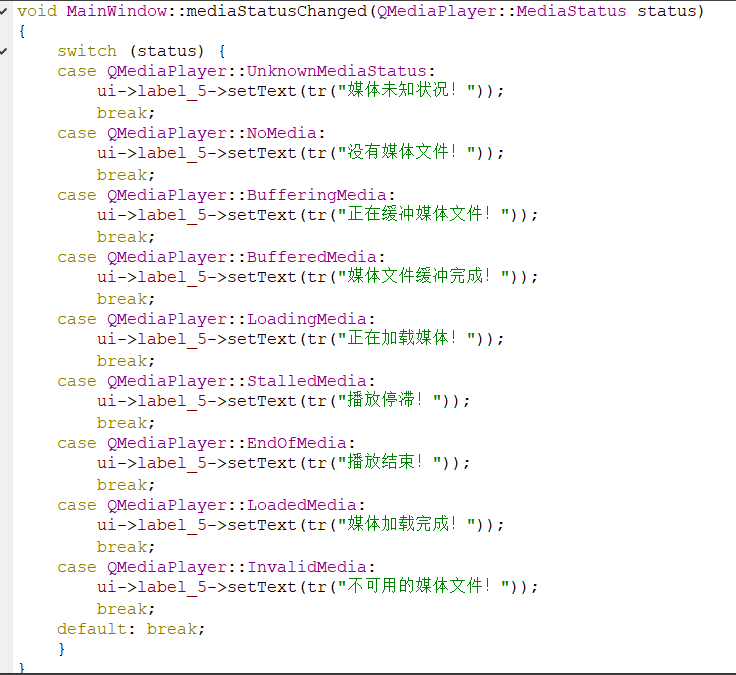 void MainWindow::mediaStatusChanged(QMediaPlayer::MediaStatus status)
{
    switch (status) {
    case QMediaPlayer::UnknownMediaStatus:
        ui->label_5->setText(tr("媒体未知状况！"));
        break;
    case QMediaPlayer::NoMedia:
        ui->label_5->setText(tr("没有媒体文件！"));
        break;
    case QMediaPlayer::BufferingMedia:
        ui->label_5->setText(tr("正在缓冲媒体文件！"));
        break;
    case QMediaPlayer::BufferedMedia:
        ui->label_5->setText(tr("媒体文件缓冲完成！"));
        break;
    case QMediaPlayer::LoadingMedia:
        ui->label_5->setText(tr("正在加载媒体！"));
        break;
    case QMediaPlayer::StalledMedia:
        ui->label_5->setText(tr("播放停滞！"));
        break;
    case QMediaPlayer::EndOfMedia:
        ui->label_5->setText(tr("播放结束！"));
        break;
    case QMediaPlayer::LoadedMedia:
        ui->label_5->setText(tr("媒体加载完成！"));
        break;
    case QMediaPlayer::InvalidMedia:
        ui->label_5->setText(tr("不可用的媒体文件！"));
        break;
    default: break;
    }
}